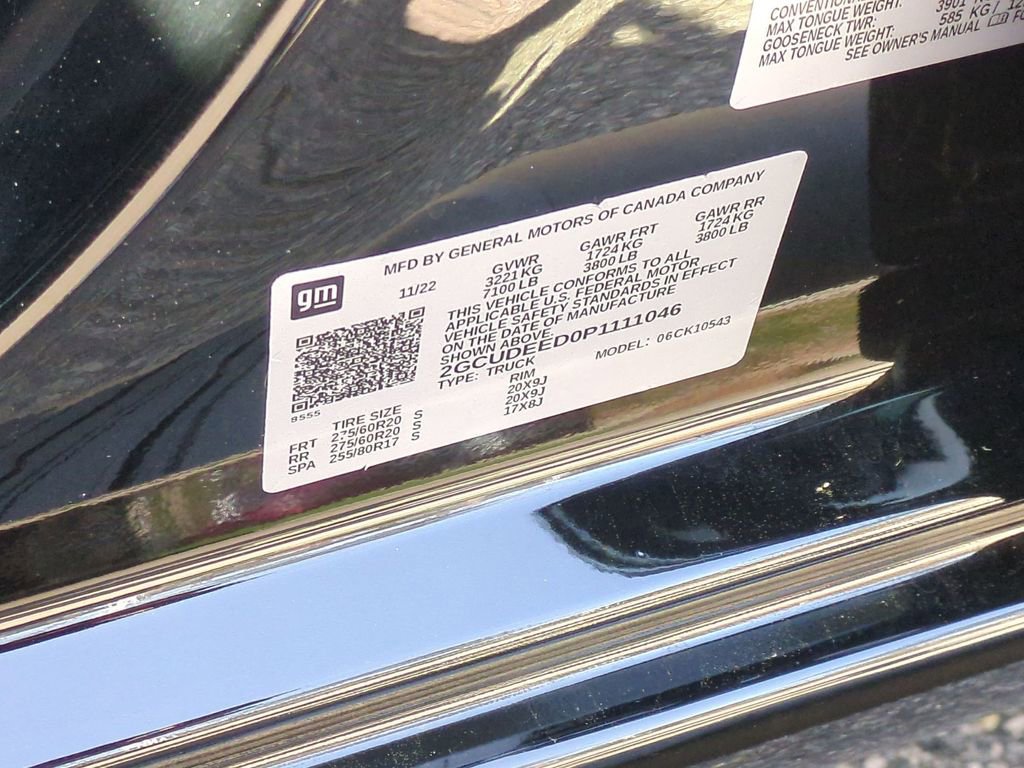 CONVENTION
MAX TONGUE WEIGHT: 3901
GOOSENECK TWR: 585 KG / 12
MAX TONGUE WEIGHT:
SEE OWNER'S MANUAL
gm
MFD BY GENERAL MOTORS OF CANADA COMPANY
11/22
GVWR GAWR FRT GAWR RR
3221 KG 1724 KG 1724 KG
7100 LB 3800 LB 3800 LB
THIS VEHICLE CONFORMS TO ALL
APPLICABLE U.S. FEDERAL MOTOR
VEHICLE SAFETY STANDARDS IN EFFECT
ON THE DATE OF MANUFACTURE
SHOWN ABOVE.
2GCUDEED0P1111046
TYPE: TRUCK MODEL: 06CK10543
8555
TIRE SIZE RIM
FRT 275/60R20 S 20X9J
RR 275/60R20 S 20X9J
SPA 255/80R17 S 17X8J